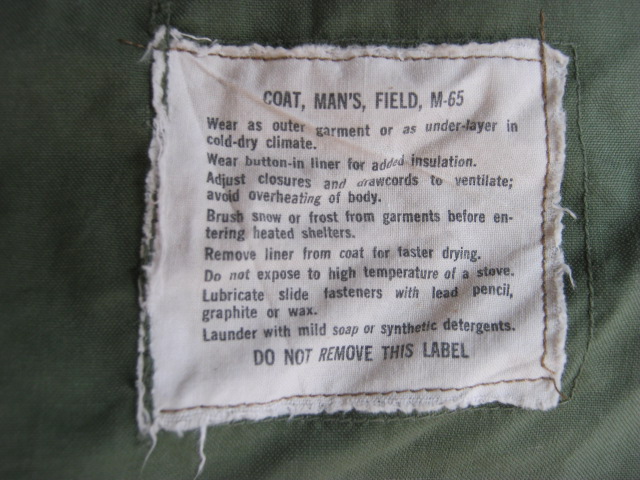 COAT, MAN'S, FIELD, M-65
Wear as outer garment or as under-layer in
cold-dry climate.
Wear button-in liner for added insulation.
Adjust closures and drawcords to ventilate;
avoid overheating of body.
Brush snow or frost from garments before en-
tering heated shelters.
Remove liner from coat for faster drying.
Do not expose to high temperature of a stove.
Lubricate slide fasteners with lead pencil,
graphite or wax.
Launder with mild soap or synthetic detergents.
DO NOT REMOVE THIS LABEL